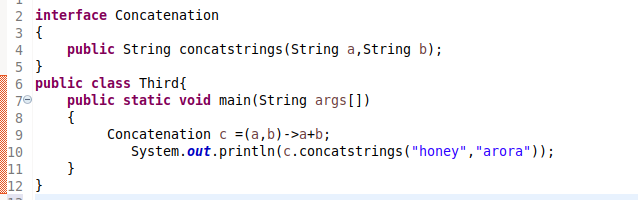 2 interface Concatenation
3 {
4 public String concatstrings(String a,String b);
5 }
6 public class Third{
7 public static void main(String args[])
8 {
9 Concatenation c =(a,b)->a+b;
10 System.out.println(c.concatstrings("honey","arora"));
11 }
12 }